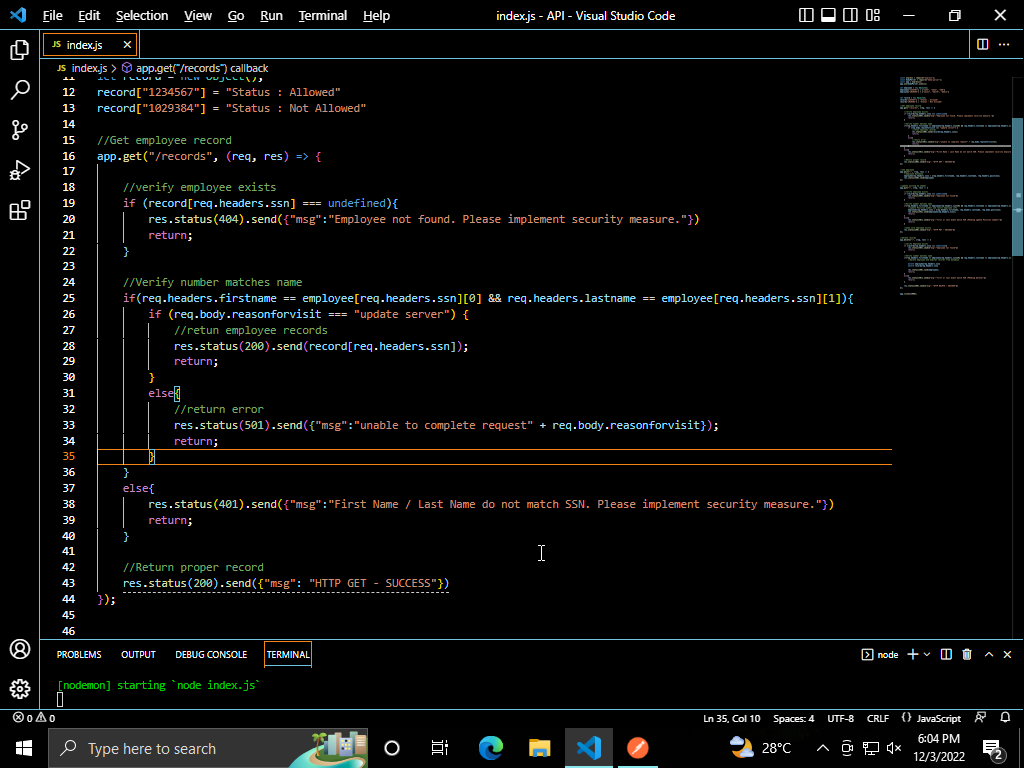 File Edit Selection View Go Run Terminal Help index.js - API - Visual Studio Code
JS index.js
JS index.js > app.get("/records") callback
11 let record = new Object();
12 record["1234567"] = "Status : Allowed"
13 record["1029384"] = "Status : Not Allowed"
14
15 //Get employee record
16 app.get("/records", (req, res) => {
17
18 //verify employee exists
19 if (record[req.headers.ssn] === undefined){
20 res.status(404).send({"msg":"Employee not found. Please implement security measure."})
21 return;
22 }
23
24 //Verify number matches name
25 if(req.headers.firstname == employee[req.headers.ssn][0] && req.headers.lastname == employee[req.headers.ssn][1]){
26 if (req.body.reasonforvisit === "update server") {
27 //retun employee records
28 res.status(200).send(record[req.headers.ssn]);
29 return;
30 }
31 else{
32 //return error
33 res.status(501).send({"msg":"unable to complete request" + req.body.reasonforvisit});
34 return;
35 }
36 }
37 else{
38 res.status(401).send({"msg":"First Name / Last Name do not match SSN. Please implement security measure."})
39 return;
40 }
41
42 //Return proper record
43 res.status(200).send({"msg": "HTTP GET - SUCCESS"})
44 });
45
46
PROBLEMS OUTPUT DEBUG CONSOLE TERMINAL node
[nodemon] starting `node index.js`
0 0 Ln 35, Col 10 Spaces: 4 UTF-8 CRLF JavaScript
Type here to search 28°C 6:04 PM
12/3/2022 2